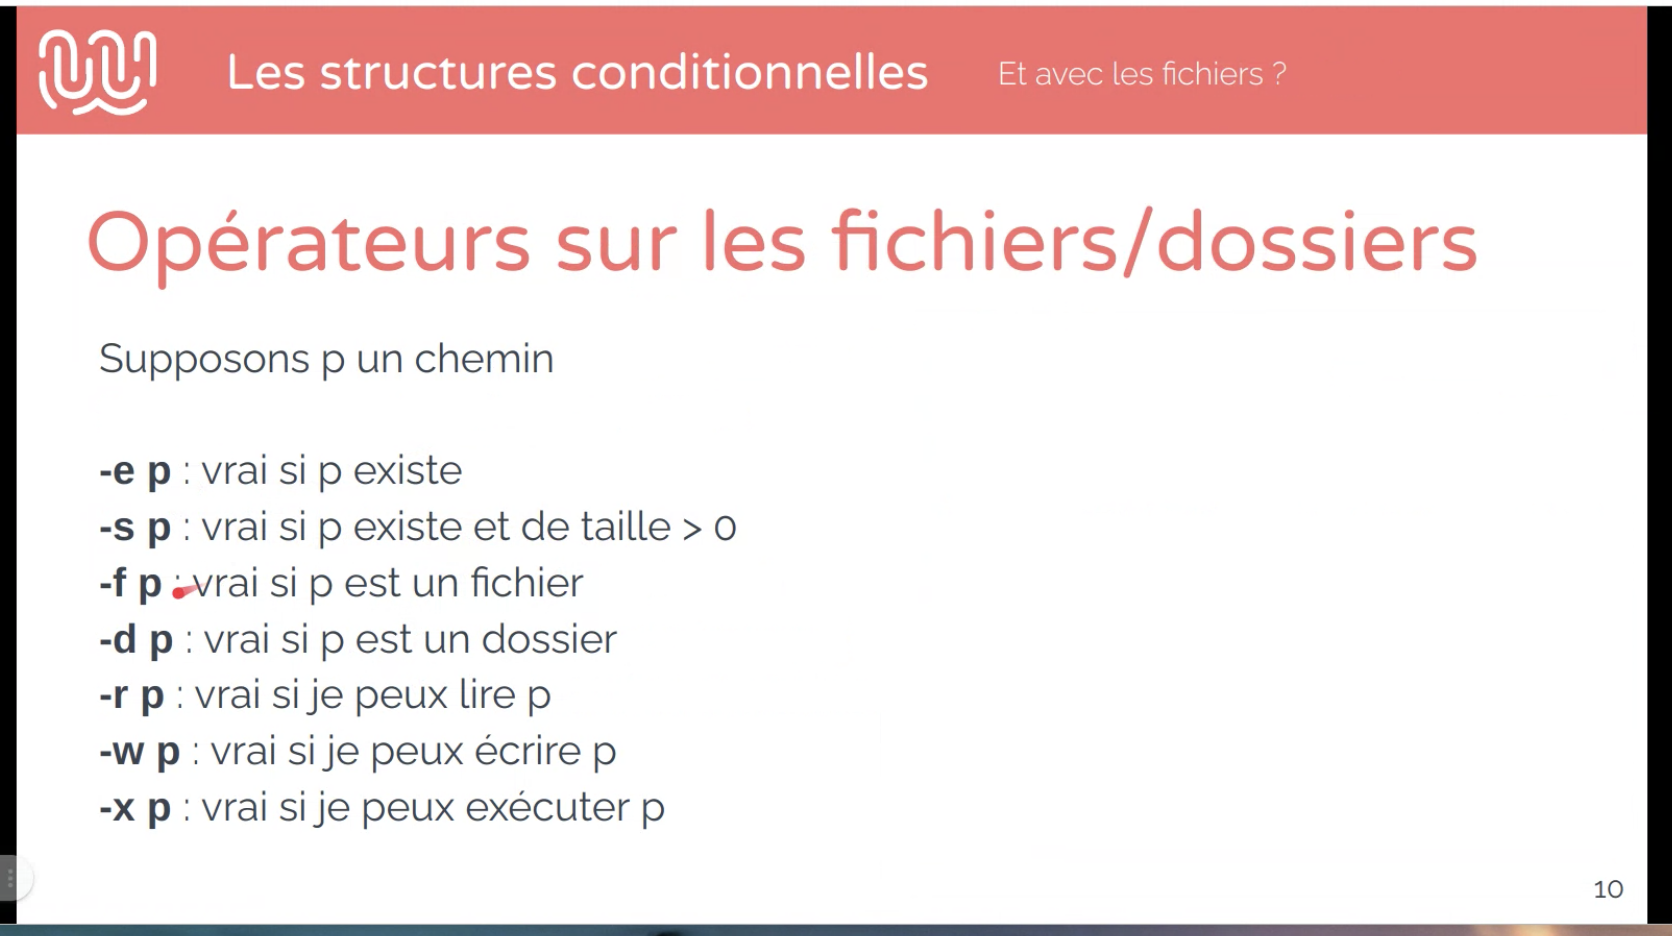 Les structures conditionnelles
Et avec les fichiers ?
Opérateurs sur les fichiers/dossiers
Supposons p un chemin
-e p : vrai si p existe
-s p : vrai si p existe et de taille > 0
-f p : vrai si p est un fichier
-d p : vrai si p est un dossier
-r p : vrai si je peux lire p
-w p : vrai si je peux écrire p
-x p : vrai si je peux exécuter p
10